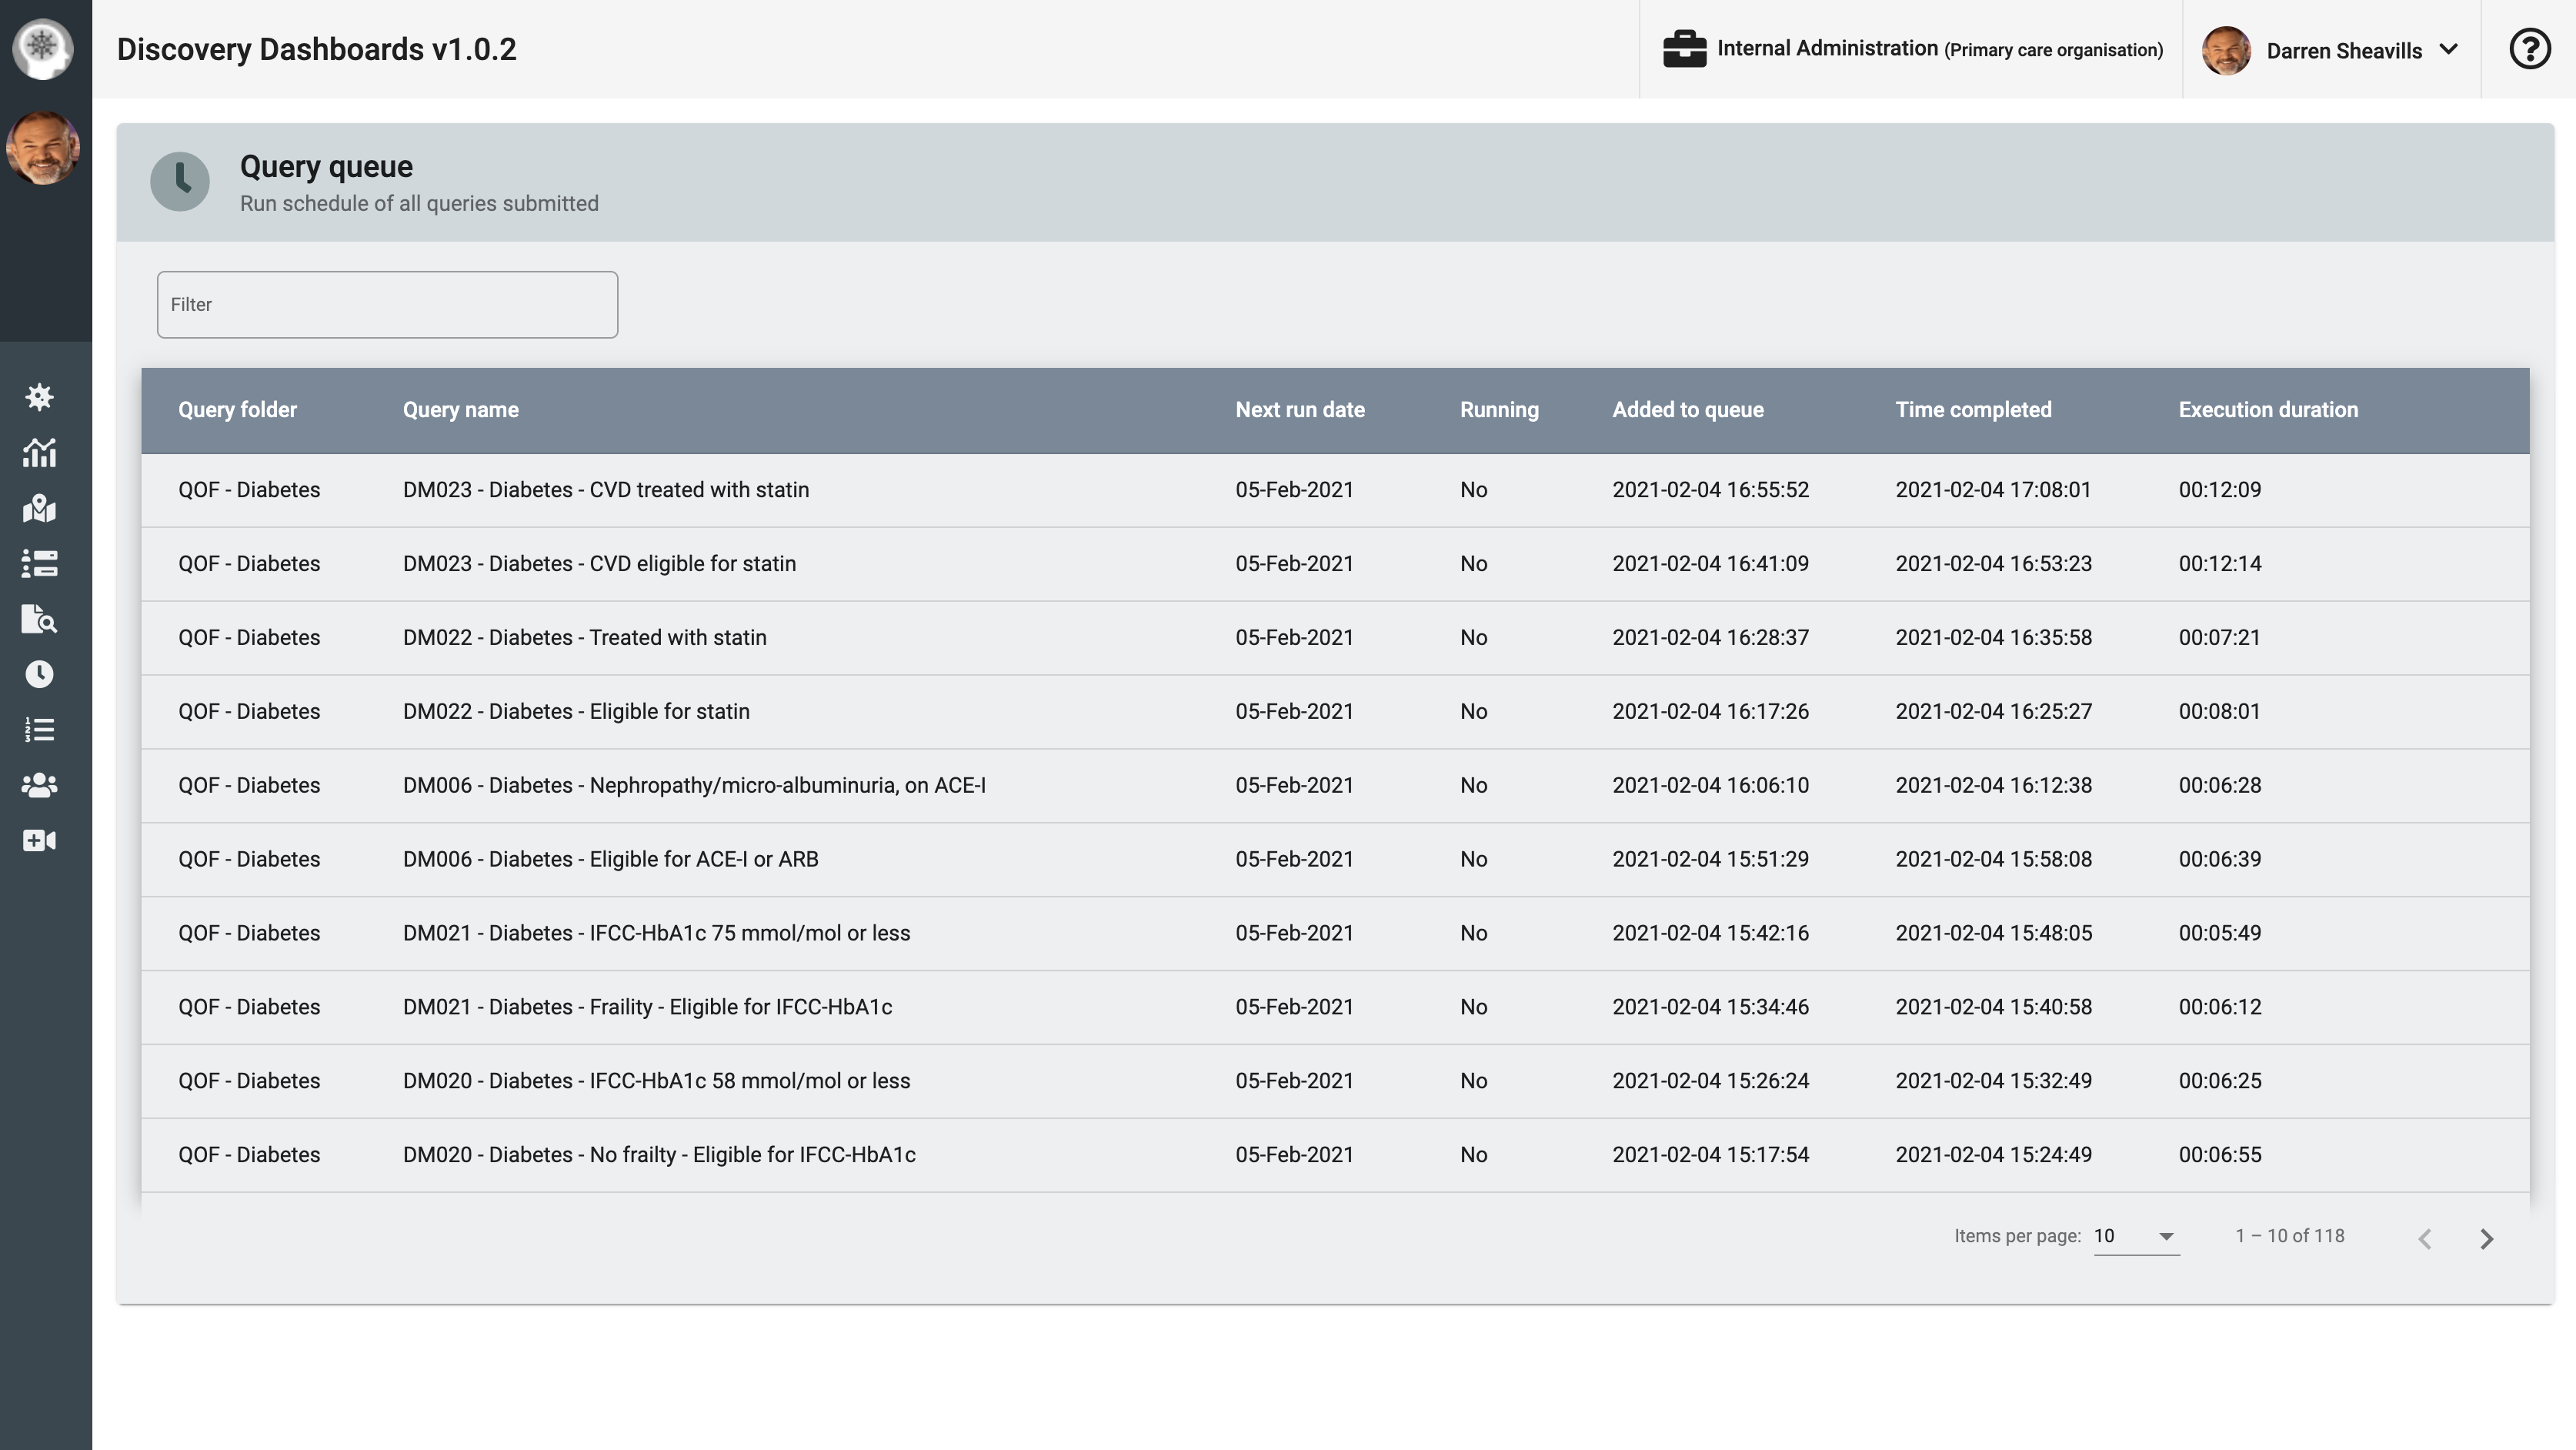 Discovery Dashboards v1.0.2
Internal Administration (Primary care organisation)
Darren Sheavills
Query queue
Run schedule of all queries submitted
Filter
Query folder Query name Next run date Running Added to queue Time completed Execution duration
QOF - Diabetes DM023 - Diabetes - CVD treated with statin 05-Feb-2021 No 2021-02-04 16:55:52 2021-02-04 17:08:01 00:12:09
QOF - Diabetes DM023 - Diabetes - CVD eligible for statin 05-Feb-2021 No 2021-02-04 16:41:09 2021-02-04 16:53:23 00:12:14
QOF - Diabetes DM022 - Diabetes - Treated with statin 05-Feb-2021 No 2021-02-04 16:28:37 2021-02-04 16:35:58 00:07:21
QOF - Diabetes DM022 - Diabetes - Eligible for statin 05-Feb-2021 No 2021-02-04 16:17:26 2021-02-04 16:25:27 00:08:01
QOF - Diabetes DM006 - Diabetes - Nephropathy/micro-albuminuria, on ACE-I 05-Feb-2021 No 2021-02-04 16:06:10 2021-02-04 16:12:38 00:06:28
QOF - Diabetes DM006 - Diabetes - Eligible for ACE-I or ARB 05-Feb-2021 No 2021-02-04 15:51:29 2021-02-04 15:58:08 00:06:39
QOF - Diabetes DM021 - Diabetes - IFCC-HbA1c 75 mmol/mol or less 05-Feb-2021 No 2021-02-04 15:42:16 2021-02-04 15:48:05 00:05:49
QOF - Diabetes DM021 - Diabetes - Fraility - Eligible for IFCC-HbA1c 05-Feb-2021 No 2021-02-04 15:34:46 2021-02-04 15:40:58 00:06:12
QOF - Diabetes DM020 - Diabetes - IFCC-HbA1c 58 mmol/mol or less 05-Feb-2021 No 2021-02-04 15:26:24 2021-02-04 15:32:49 00:06:25
QOF - Diabetes DM020 - Diabetes - No frailty - Eligible for IFCC-HbA1c 05-Feb-2021 No 2021-02-04 15:17:54 2021-02-04 15:24:49 00:06:55
Items per page: 10 1 – 10 of 118